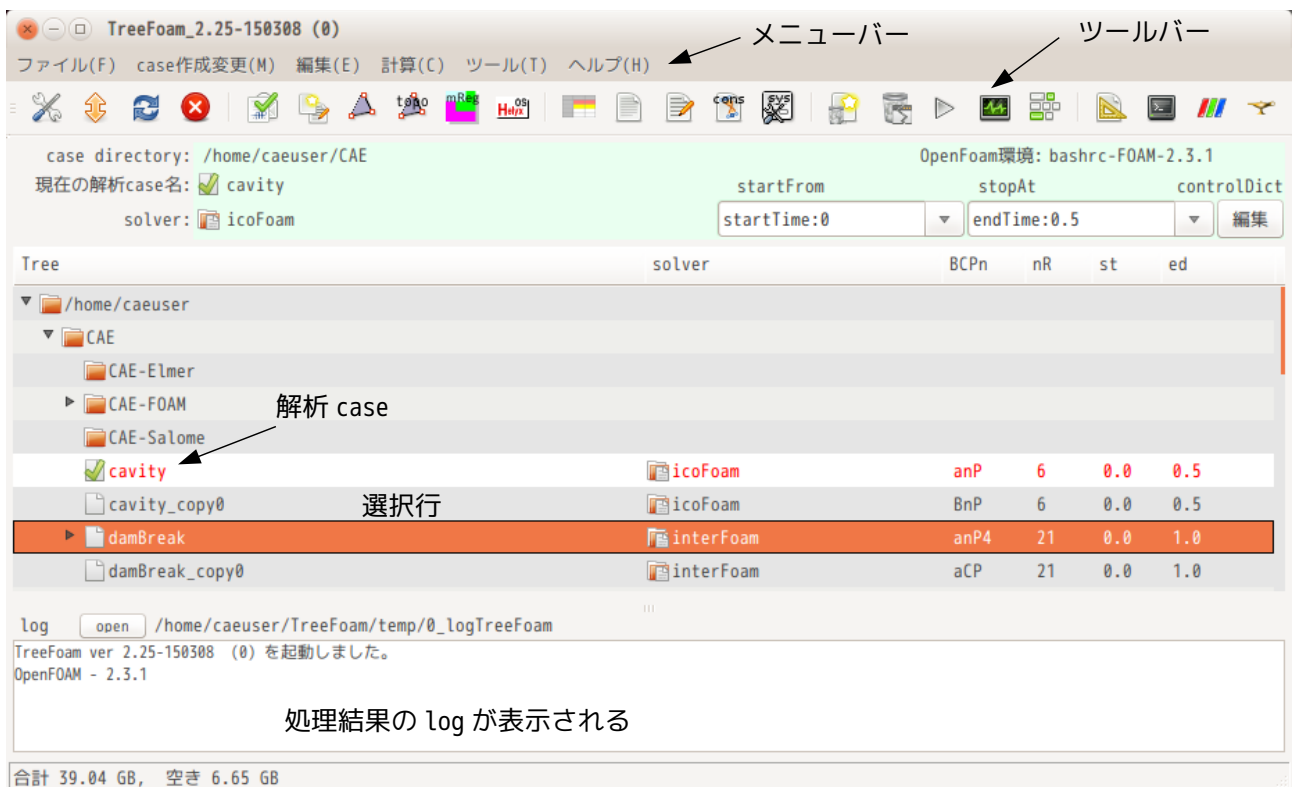 TreeFoam_2.25-150308 (0)
メニューバー
ツールバー
ファイル(F) case作成変更(M) 編集(E) 計算(C) ツール(T) ヘルプ(H)
topo
mReg
Helyx
OS
cons
sys
case directory: /home/caeuser/CAE
OpenFoam環境: bashrc-FOAM-2.3.1
現在の解析case名: cavity
startFrom stopAt controlDict
solver: icoFoam
startTime:0 endTime:0.5 編集
Tree solver BCPn nR st ed
/home/caeuser
CAE
CAE-Elmer
CAE-FOAM
解析 case
CAE-Salome
cavity icoFoam anP 6 0.0 0.5
cavity_copy0 icoFoam BnP 6 0.0 0.5
選択行
damBreak interFoam anP4 21 0.0 1.0
damBreak_copy0 interFoam aCP 21 0.0 1.0
log open /home/caeuser/TreeFoam/temp/0_logTreeFoam
TreeFoam ver 2.25-150308 (0) を起動しました。
OpenFOAM - 2.3.1
処理結果の log が表示される
合計 39.04 GB, 空き 6.65 GB